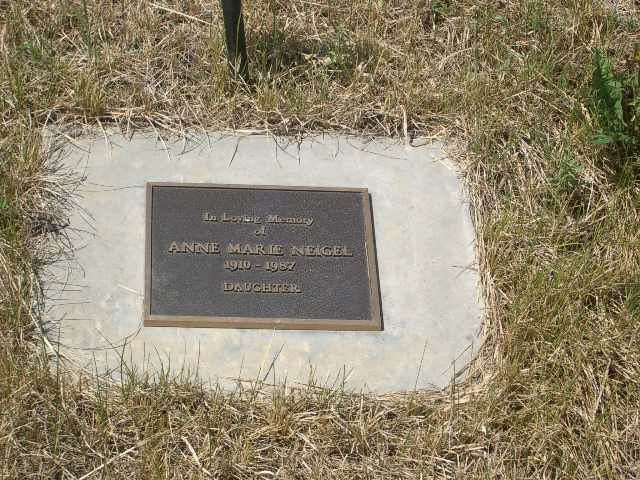 In Loving Memory
of
ANNE MARIE NEIGEL
1910 - 1987
DAUGHTER